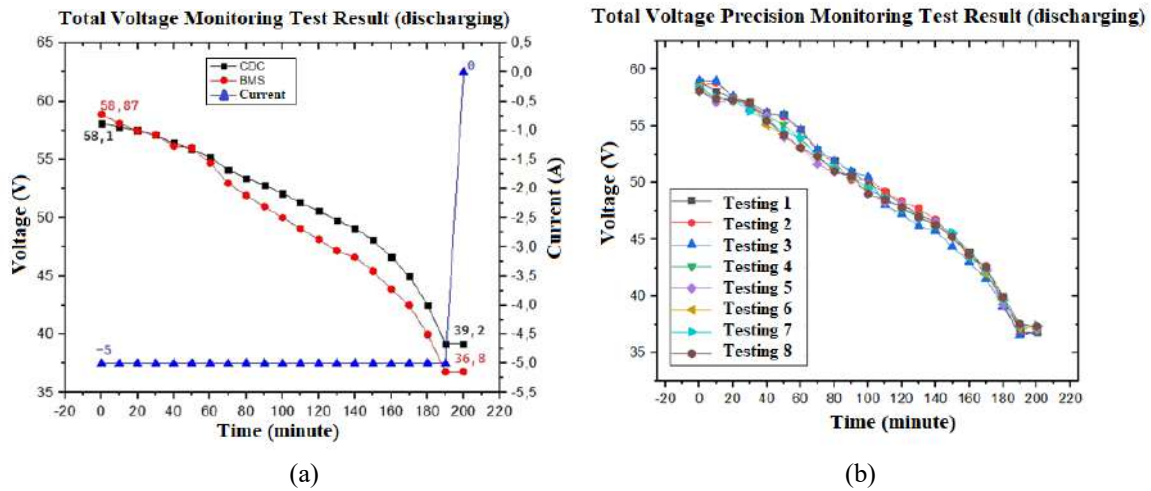 Total Voltage Monitoring Test Result (discharging)
65
60
55
50
45
40
35
Voltage (V)
0,5
0,0
-0,5
-1,0
-1,5
-2,0
-2,5
-3,0
-3,5
-4,0
-4,5
-5,0
-5,5
Current (A)
CDC
BMS
Current
0
58,87
58,1
-5
39,2
36,8
-20 0 20 40 60 80 100 120 140 160 180 200 220
Time (minute)
(a)
Total Voltage Precision Monitoring Test Result (discharging)
60
55
50
45
40
35
Voltage (V)
Testing 1
Testing 2
Testing 3
Testing 4
Testing 5
Testing 6
Testing 7
Testing 8
-20 0 20 40 60 80 100 120 140 160 180 200 220
Time (minute)
(b)